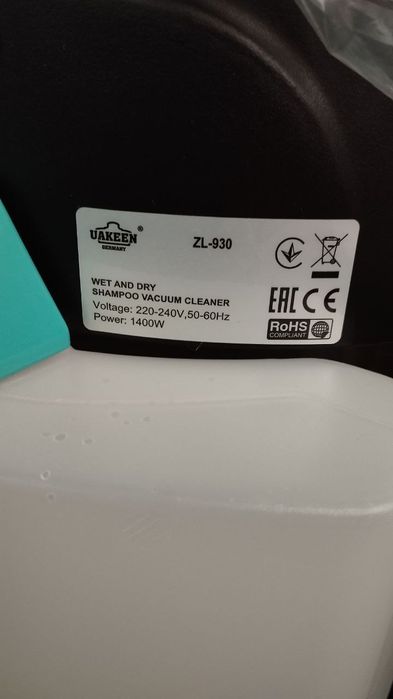 UAKEEN®
GERMANY
ZL-930
WET AND DRY
SHAMPOO VACUUM CLEANER
Voltage: 220-240V,50-60Hz
Power: 1400W
EAC CE
RoHS
COMPLIANT